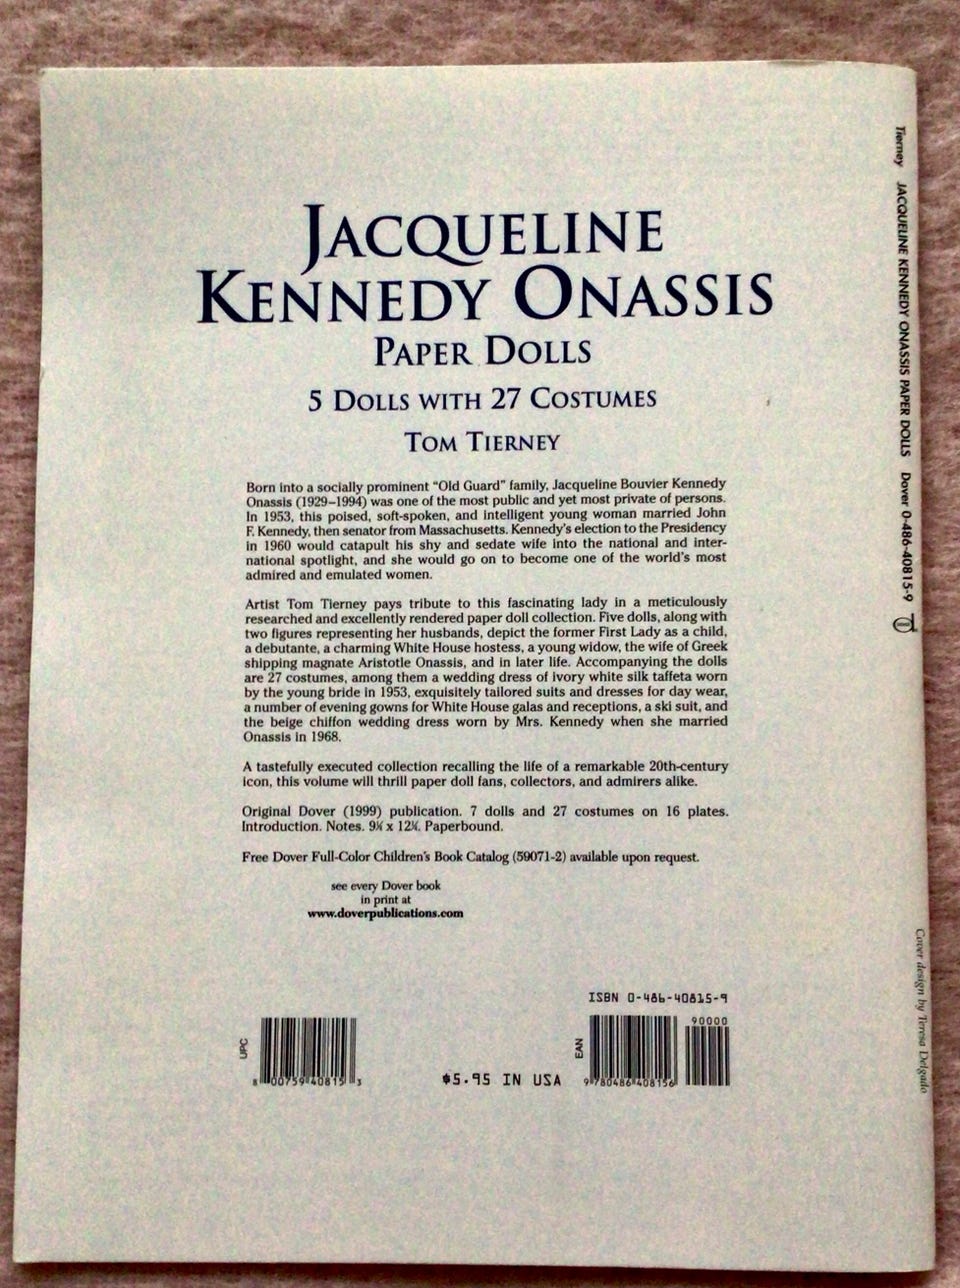 JACQUELINE
KENNEDY ONASSIS
PAPER DOLLS
5 DOLLS WITH 27 COSTUMES
TOM TIERNEY
Born into a socially prominent “Old Guard” family, Jacqueline Bouvier Kennedy
Onassis (1929–1994) was one of the most public and yet most private of persons.
In 1953, this poised, soft-spoken, and intelligent young woman married John
F. Kennedy, then senator from Massachusetts. Kennedy’s election to the Presidency
in 1960 would catapult his shy and sedate wife into the national and inter-
national spotlight, and she would go on to become one of the world’s most
admired and emulated women.
Artist Tom Tierney pays tribute to this fascinating lady in a meticulously
researched and excellently rendered paper doll collection. Five dolls, along with
two figures representing her husbands, depict the former First Lady as a child,
a debutante, a charming White House hostess, a young widow, the wife of Greek
shipping magnate Aristotle Onassis, and in later life. Accompanying the dolls
are 27 costumes, among them a wedding dress of ivory white silk taffeta worn
by the young bride in 1953, exquisitely tailored suits and dresses for day wear,
a number of evening gowns for White House galas and receptions, a ski suit, and
the beige chiffon wedding dress worn by Mrs. Kennedy when she married
Onassis in 1968.
A tastefully executed collection recalling the life of a remarkable 20th-century
icon, this volume will thrill paper doll fans, collectors, and admirers alike.
Original Dover (1999) publication. 7 dolls and 27 costumes on 16 plates.
Introduction. Notes. 9¼ x 12¼. Paperbound.
Free Dover Full-Color Children’s Book Catalog (59071-2) available upon request.
see every Dover book
in print at
www.doverpublications.com
ISBN 0-486-40815-9
90000
UPC
8 00759 40815 3
$5.95 IN USA
EAN
9 780486 408156
Tierney JACQUELINE KENNEDY ONASSIS PAPER DOLLS Dover 0-486-40815-9
Cover design by Teresa Delgado